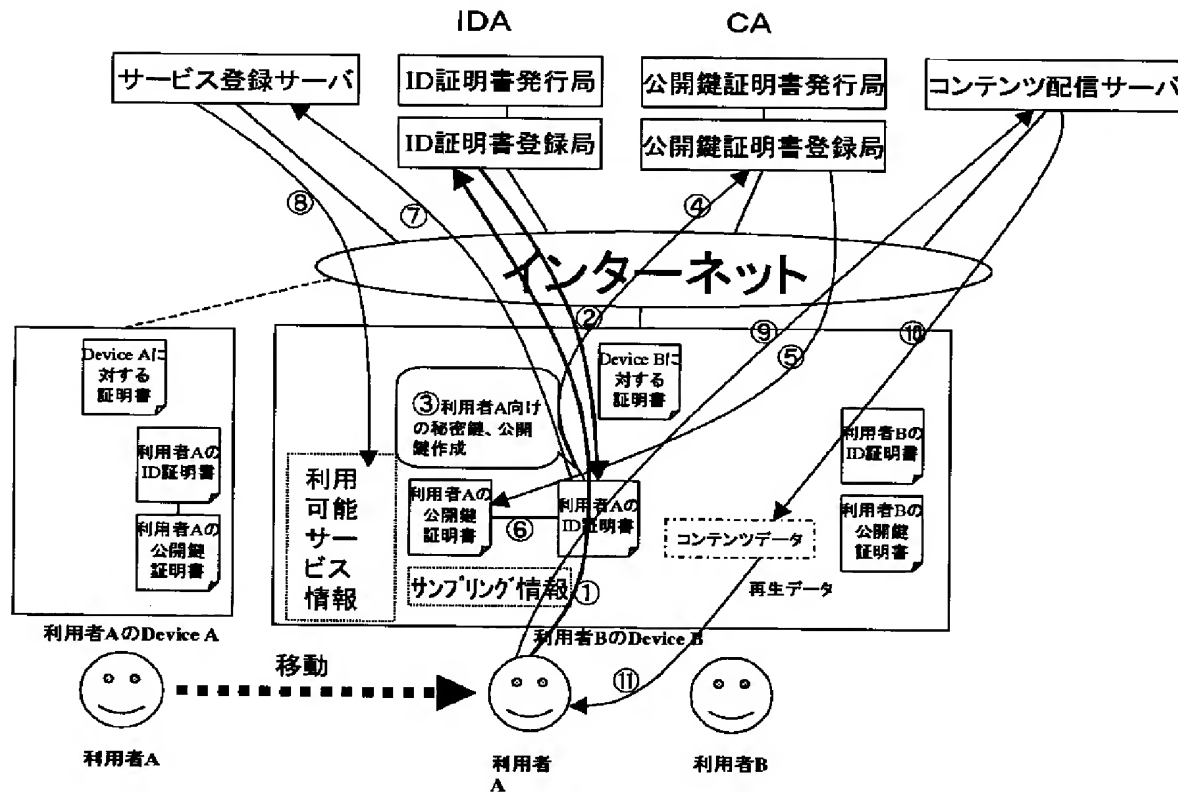 IDA
CA
サービス登録サーバ
ID証明書発行局
公開鍵証明書発行局
コンテンツ配信サーバ
ID証明書登録局
公開鍵証明書登録局
⑧
⑦
④
インターネット
②
⑨
⑤
⑩
Device Aに
対する
証明書
Device Bに
対する
証明書
③利用者A向け
の秘密鍵、公開
鍵作成
利用者Aの
ID証明書
利用者Bの
ID証明書
利用
可能
サー
ビス
情報
利用者Aの
公開鍵
証明書
⑥
利用者Aの
ID証明書
利用者Aの
公開鍵
証明書
コンテンツデータ
利用者Bの
公開鍵
証明書
サンプリング情報
①
再生データ
利用者AのDevice A
利用者BのDevice B
移動
⑪
利用者A
利用者
A
利用者B